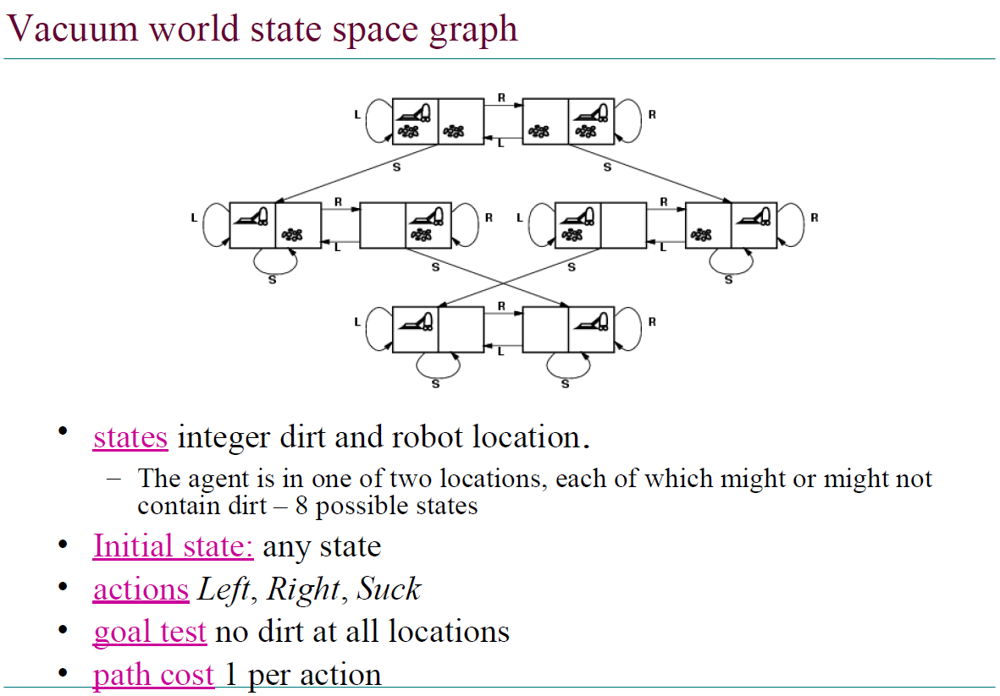 Vacuum world state space graph
R
L R
L
S S
R R
L R L R
L L
S S S S
R
L R
L
S S
• states integer dirt and robot location.
– The agent is in one of two locations, each of which might or might not
contain dirt – 8 possible states
• Initial state: any state
• actions Left, Right, Suck
• goal test no dirt at all locations
• path cost 1 per action